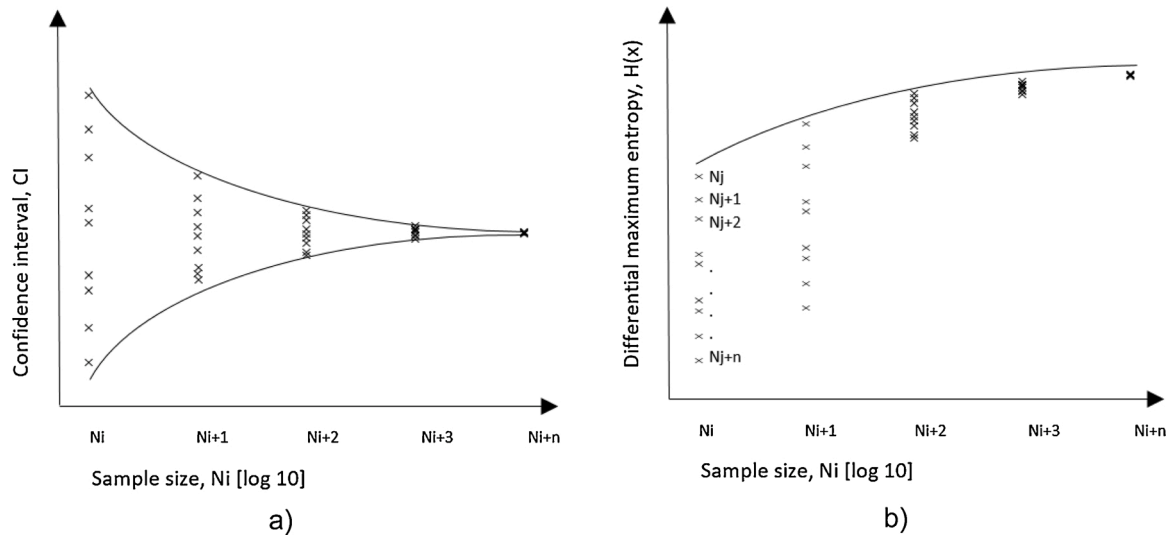 Confidence interval, CI
Ni
Ni+1
Ni+2
Ni+3
Ni+n
Sample size, Ni [log 10]
a)
Differential maximum entropy, H(x)
Nj
Nj+1
Nj+2
Nj+n
Ni
Ni+1
Ni+2
Ni+3
Ni+n
Sample size, Ni [log 10]
b)